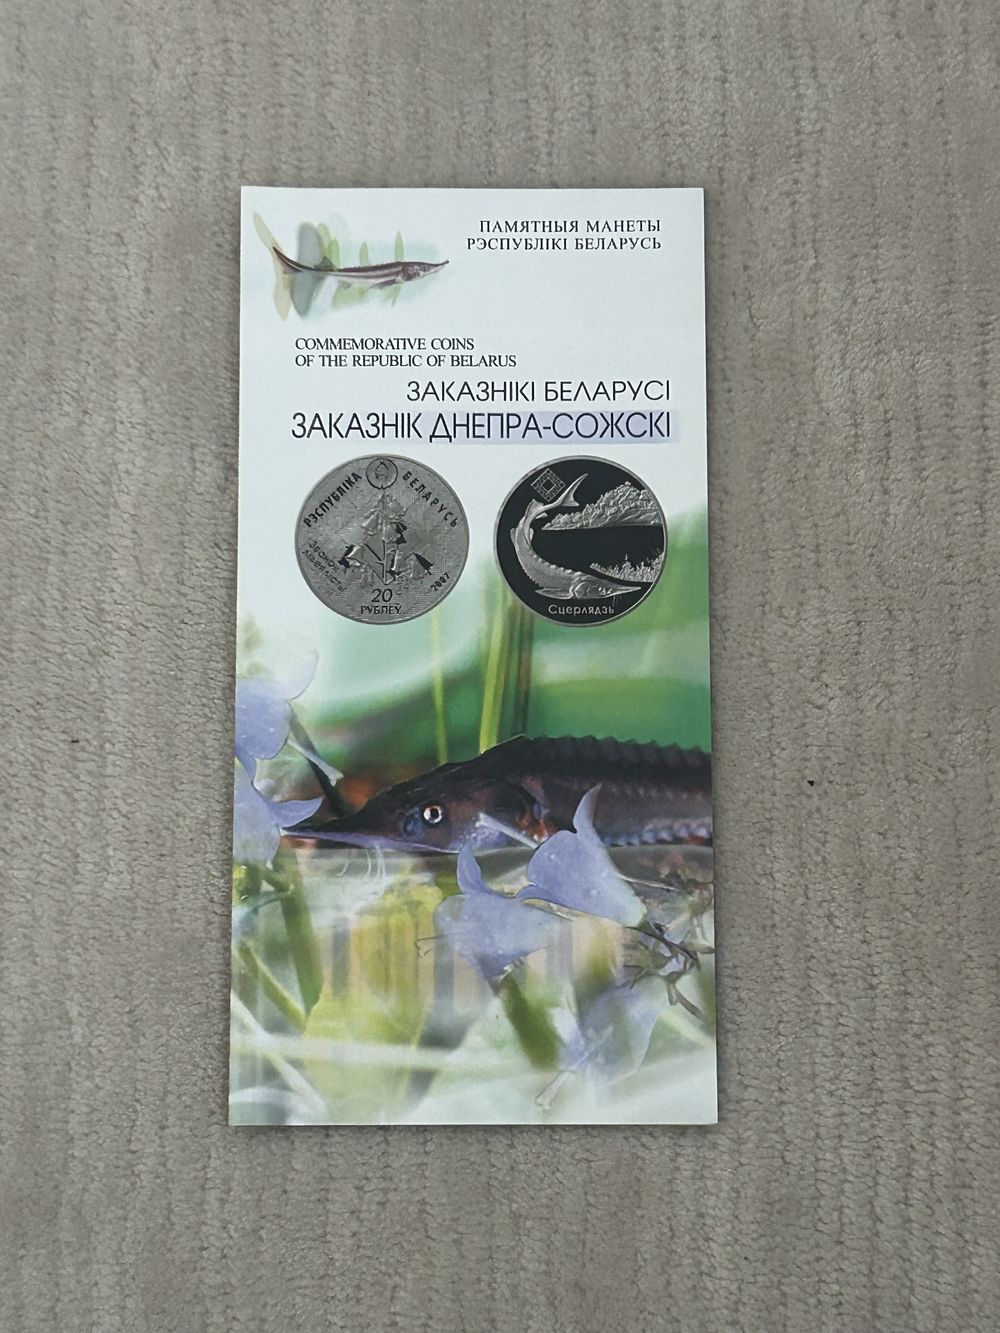 ПАМЯТНЫЯ МАНЕТЫ
РЭСПУБЛІКІ БЕЛАРУСЬ
COMMEMORATIVE COINS
OF THE REPUBLIC OF BELARUS
ЗАКАЗНІКІ БЕЛАРУСІ
ЗАКАЗНІК ДНЕПРА-СОЖСКІ
РЭСПУБЛІКА БЕЛАРУСЬ
2007
20
РУБЛЁЎ
Сцерлядзь